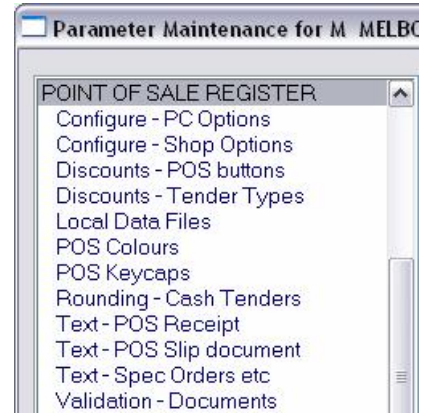 Parameter Maintenance for M MELBC
POINT OF SALE REGISTER
Configure - PC Options
Configure - Shop Options
Discounts - POS buttons
Discounts - Tender Types
Local Data Files
POS Colours
POS Keycaps
Rounding - Cash Tenders
Text - POS Receipt
Text - POS Slip document
Text - Spec Orders etc
Validation - Documents